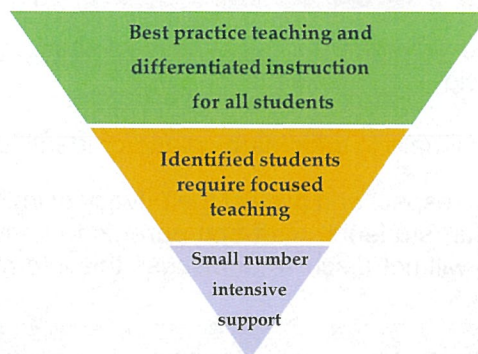 Best practice teaching and
differentiated instruction
for all students
Identified students
require focused
teaching
Small number
intensive
support